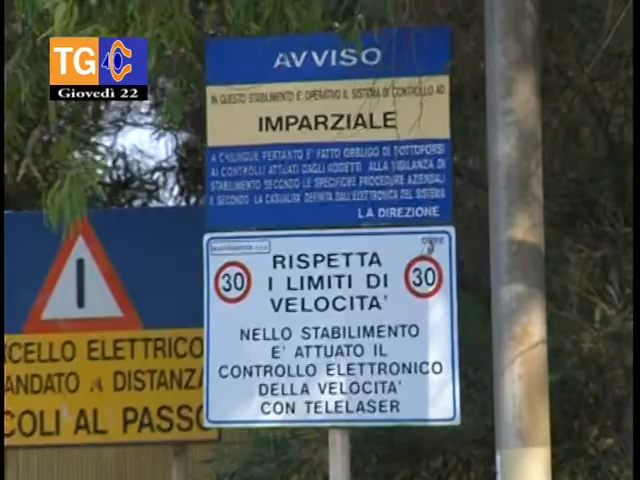 TG 4C
Giovedì 22
AVVISO
IN QUESTO STABILIMENTO E' OPERATIVO IL SISTEMA DI CONTROLLO AD
IMPARZIALE
A CHIUNQUE PERTANTO E' FATTO OBBLIGO DI SOTTOPORSI
AI CONTROLLI ATTUATI DAGLI ADDETTI ALLA VIGILANZA DI
STABILIMENTO SECONDO LE SPECIFICHE PROCEDURE AZIENDALI
E SECONDO LA CASUALITA' DEFINITA DALL'ELETTRONICA DEL SISTEMA
LA DIREZIONE
RISPETTA
30 I LIMITI DI 30
VELOCITA'
NELLO STABILIMENTO
E' ATTUATO IL
CONTROLLO ELETTRONICO
DELLA VELOCITA'
CON TELELASER
CELLO ELETTRICO
ANDATO A DISTANZA
COLI AL PASSO